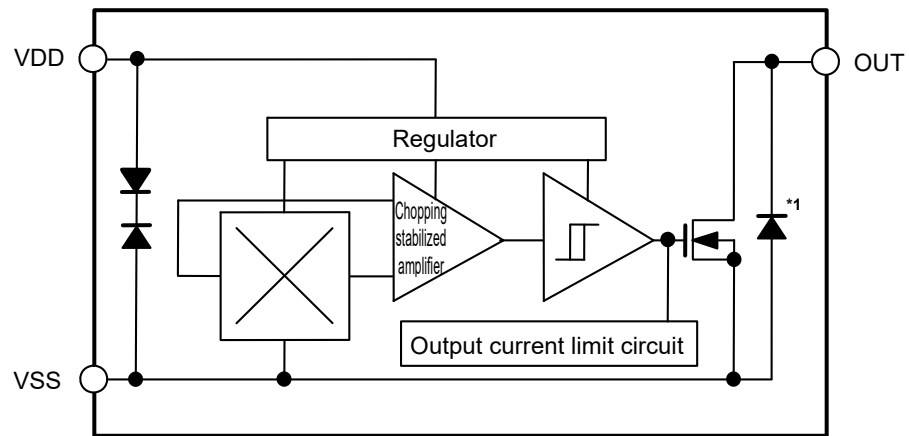 VDD
OUT
Regulator
Chopping
stabilized
amplifier
*1
Output current limit circuit
VSS